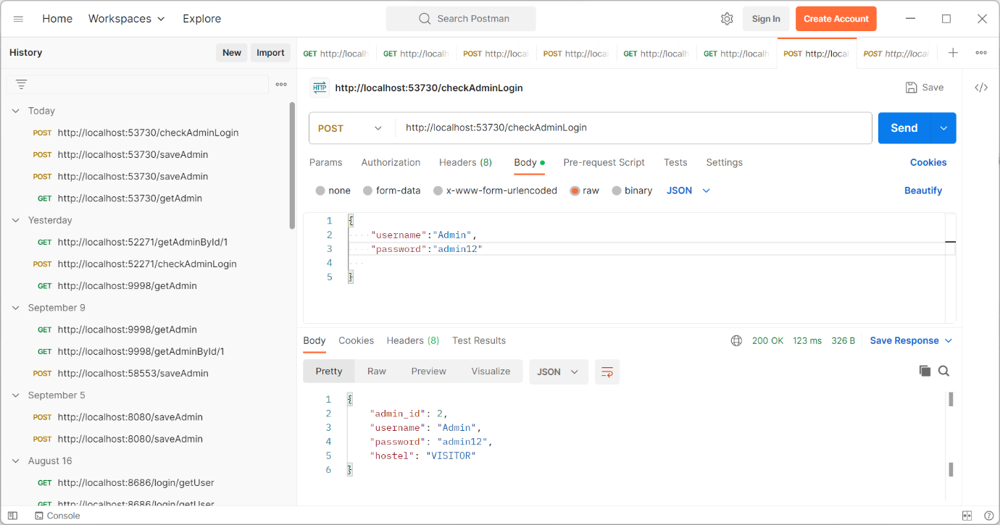 Home Workspaces Explore Search Postman Sign In Create Account
History New Import
GET http://localh GET http://localh POST http://local POST http://local GET http://localh GET http://localh POST http://local POST http://local
HTTP http://localhost:53730/checkAdminLogin Save </>
Today
POST http://localhost:53730/checkAdminLogin
POST http://localhost:53730/saveAdmin
POST http://localhost:53730/saveAdmin
GET http://localhost:53730/getAdmin
Yesterday
GET http://localhost:52271/getAdminById/1
POST http://localhost:52271/checkAdminLogin
GET http://localhost:9998/getAdmin
September 9
GET http://localhost:9998/getAdmin
GET http://localhost:9998/getAdminById/1
POST http://localhost:58553/saveAdmin
September 5
POST http://localhost:8080/saveAdmin
POST http://localhost:8080/saveAdmin
August 16
GET http://localhost:8686/login/getUser
GET http://localhost:8686/login/getUser
POST http://localhost:53730/checkAdminLogin Send
Params Authorization Headers (8) Body Pre-request Script Tests Settings Cookies
none form-data x-www-form-urlencoded raw binary JSON Beautify
1 {
2 "username":"Admin",
3 "password":"admin12"
4
5 }
Body Cookies Headers (8) Test Results 200 OK 123 ms 326 B Save Response
Pretty Raw Preview Visualize JSON
1 {
2 "admin_id": 2,
3 "username": "Admin",
4 "password": "admin12",
5 "hostel": "VISITOR"
6 }
Console